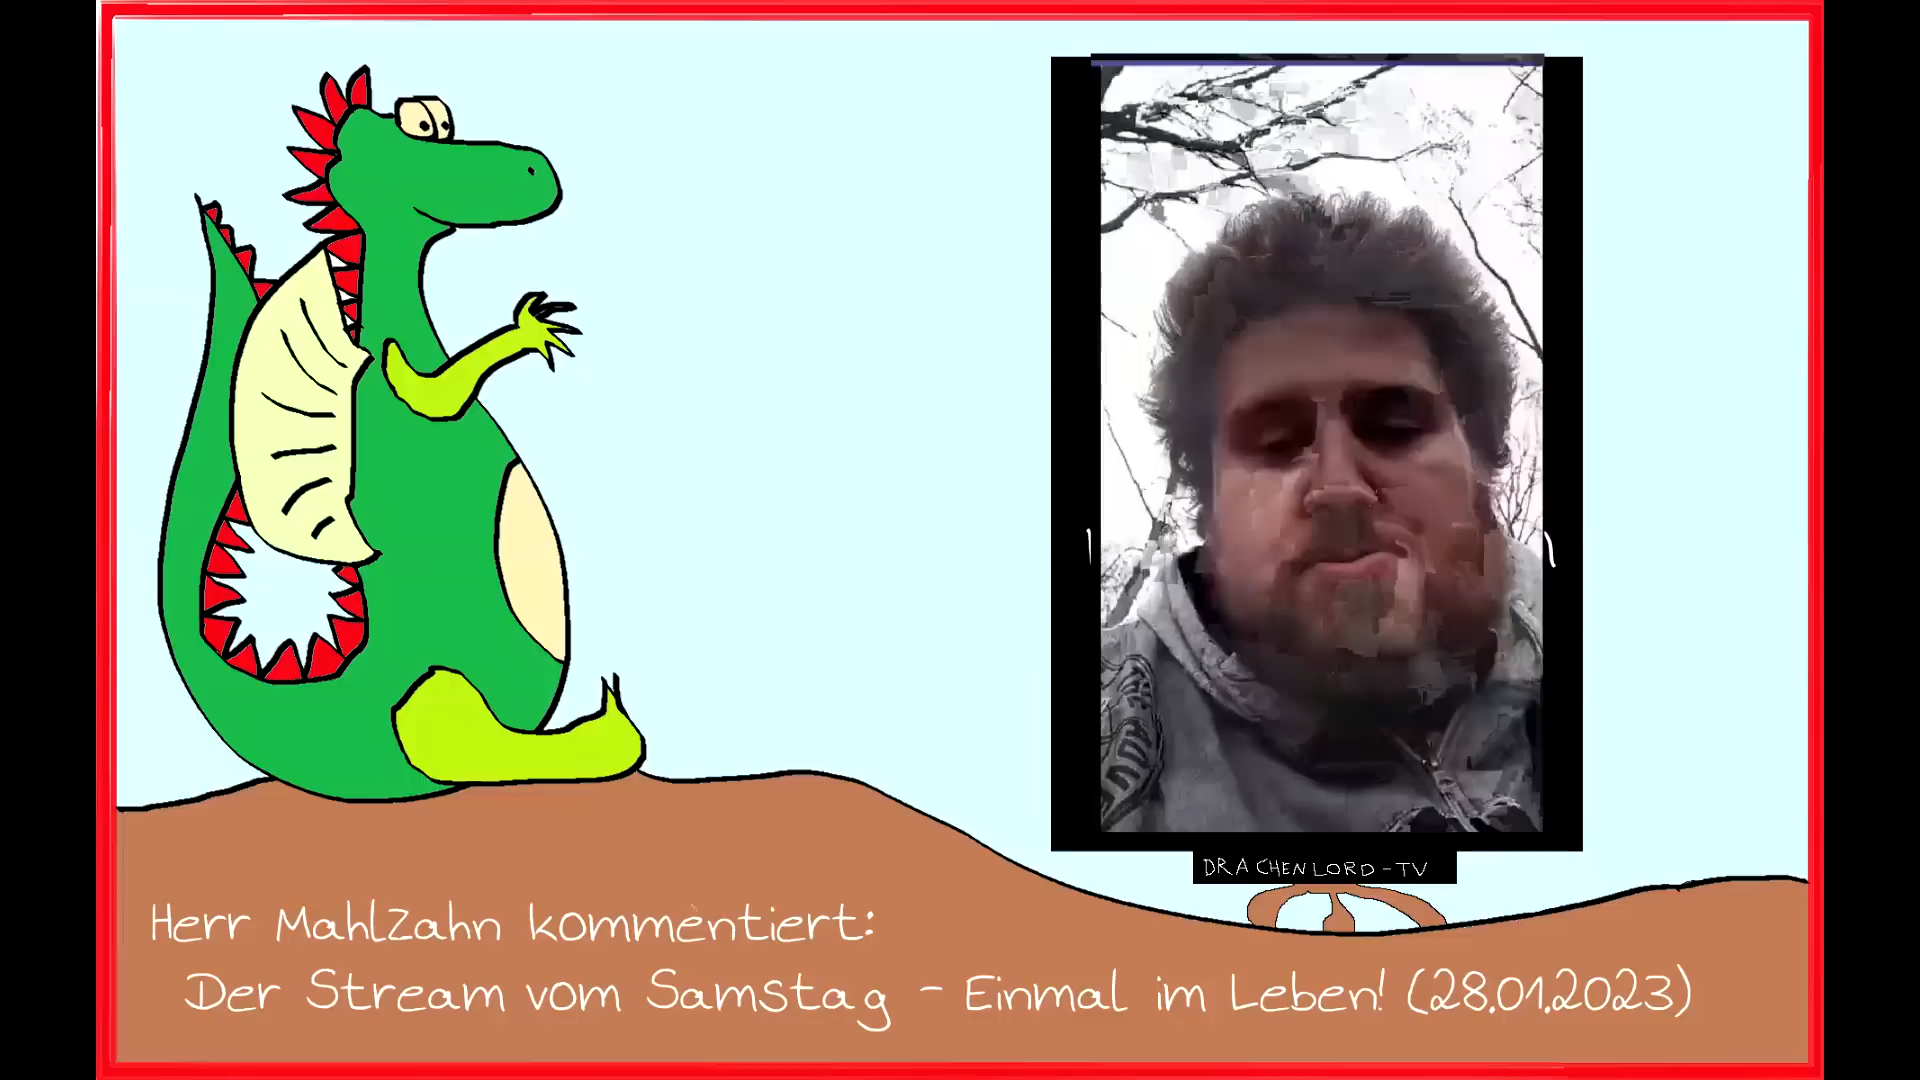 DRACHENLORD-TV
Herr Mahlzahn kommentiert:
Der Stream vom Samstag - Einmal im Leben! (28.01.2023)